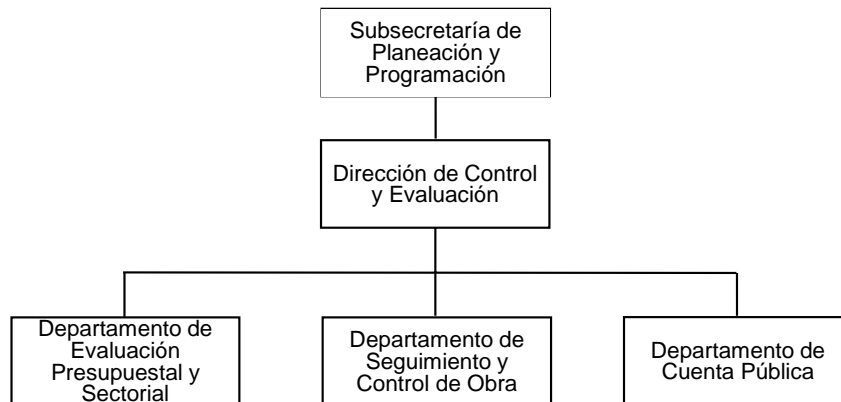 Subsecretaría de
Planeación y
Programación
Dirección de Control
y Evaluación
Departamento de
Evaluación
Presupuestal y
Sectorial
Departamento de
Seguimiento y
Control de Obra
Departamento de
Cuenta Pública